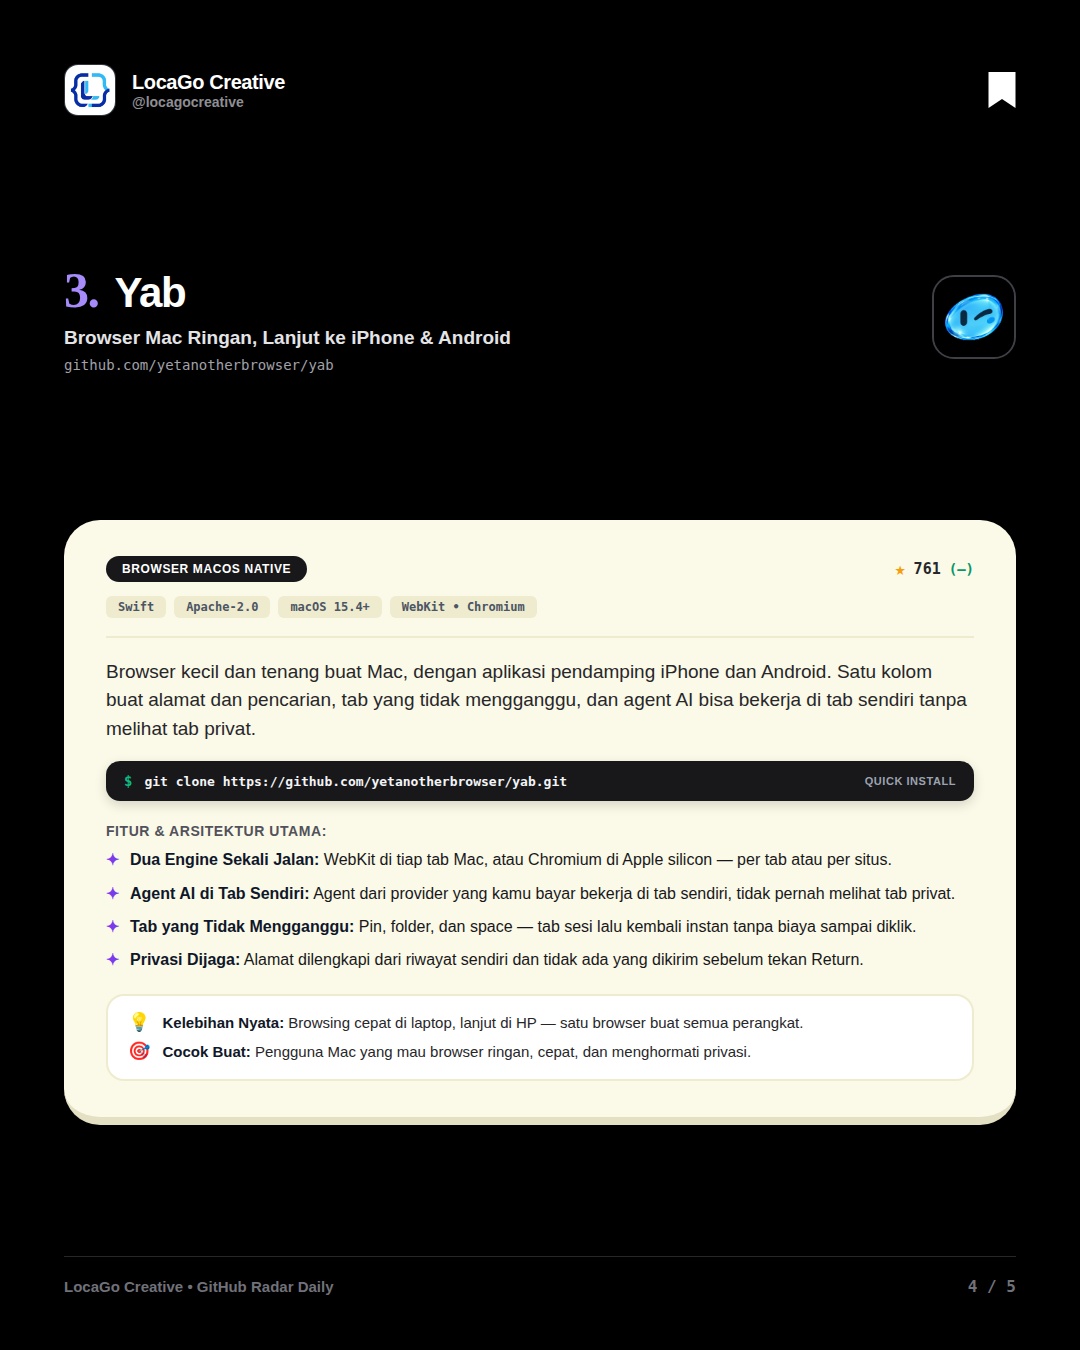 LocaGo Creative
@locagocreative
3. Yab
Browser Mac Ringan, Lanjut ke iPhone & Android
github.com/yetanotherbrowser/yab
BROWSER MACOS NATIVE
★ 761 (—)
Swift
Apache-2.0
macOS 15.4+
WebKit • Chromium
Browser kecil dan tenang buat Mac, dengan aplikasi pendamping iPhone dan Android. Satu kolom
buat alamat dan pencarian, tab yang tidak mengganggu, dan agent AI bisa bekerja di tab sendiri tanpa
melihat tab privat.
$ git clone https://github.com/yetanotherbrowser/yab.git
QUICK INSTALL
FITUR & ARSITEKTUR UTAMA:
✦ Dua Engine Sekali Jalan: WebKit di tiap tab Mac, atau Chromium di Apple silicon — per tab atau per situs.
✦ Agent AI di Tab Sendiri: Agent dari provider yang kamu bayar bekerja di tab sendiri, tidak pernah melihat tab privat.
✦ Tab yang Tidak Mengganggu: Pin, folder, dan space — tab sesi lalu kembali instan tanpa biaya sampai diklik.
✦ Privasi Dijaga: Alamat dilengkapi dari riwayat sendiri dan tidak ada yang dikirim sebelum tekan Return.
💡 Kelebihan Nyata: Browsing cepat di laptop, lanjut di HP — satu browser buat semua perangkat.
🎯 Cocok Buat: Pengguna Mac yang mau browser ringan, cepat, dan menghormati privasi.
LocaGo Creative • GitHub Radar Daily
4 / 5